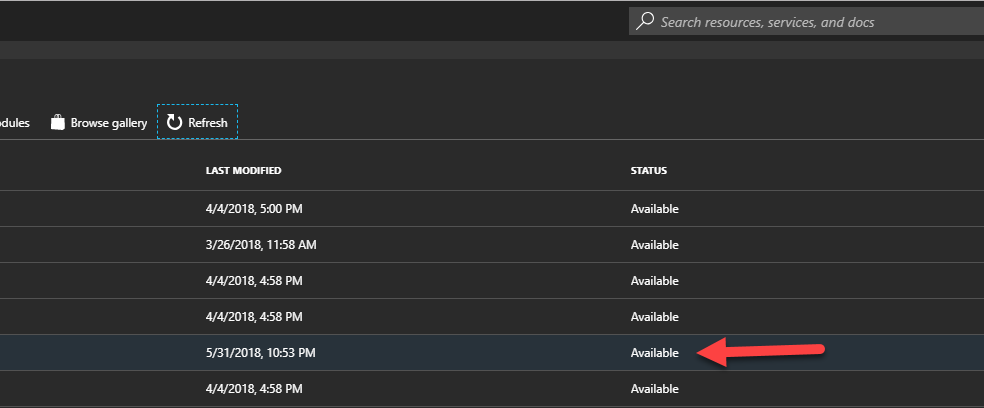 Search resources, services, and docs
odules Browse gallery Refresh
LAST MODIFIED STATUS
4/4/2018, 5:00 PM Available
3/26/2018, 11:58 AM Available
4/4/2018, 4:58 PM Available
4/4/2018, 4:58 PM Available
5/31/2018, 10:53 PM Available
4/4/2018, 4:58 PM Available